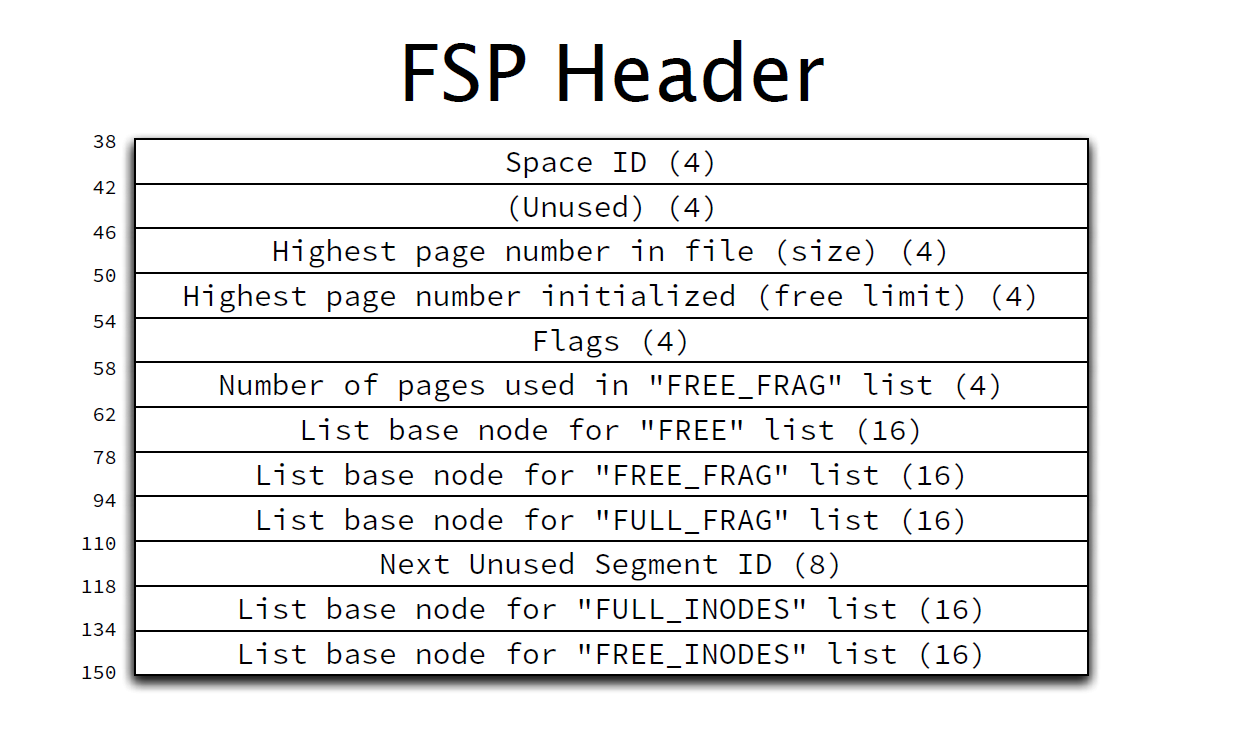 FSP Header
38
Space ID (4)
42
(Unused) (4)
46
Highest page number in file (size) (4)
50
Highest page number initialized (free limit) (4)
54
Flags (4)
58
Number of pages used in "FREE_FRAG" list (4)
62
List base node for "FREE" list (16)
78
List base node for "FREE_FRAG" list (16)
94
List base node for "FULL_FRAG" list (16)
110
Next Unused Segment ID (8)
118
List base node for "FULL_INODES" list (16)
134
List base node for "FREE_INODES" list (16)
150